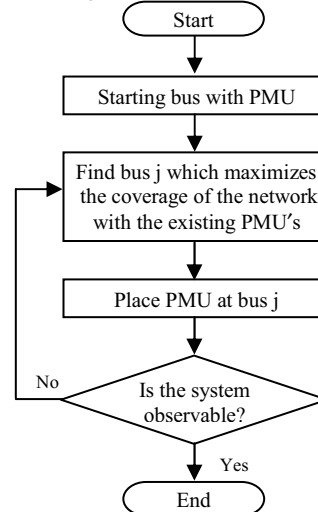 Start
Starting bus with PMU
Find bus j which maximizes
the coverage of the network
with the existing PMU′s
Place PMU at bus j
No
Is the system
observable?
Yes
End